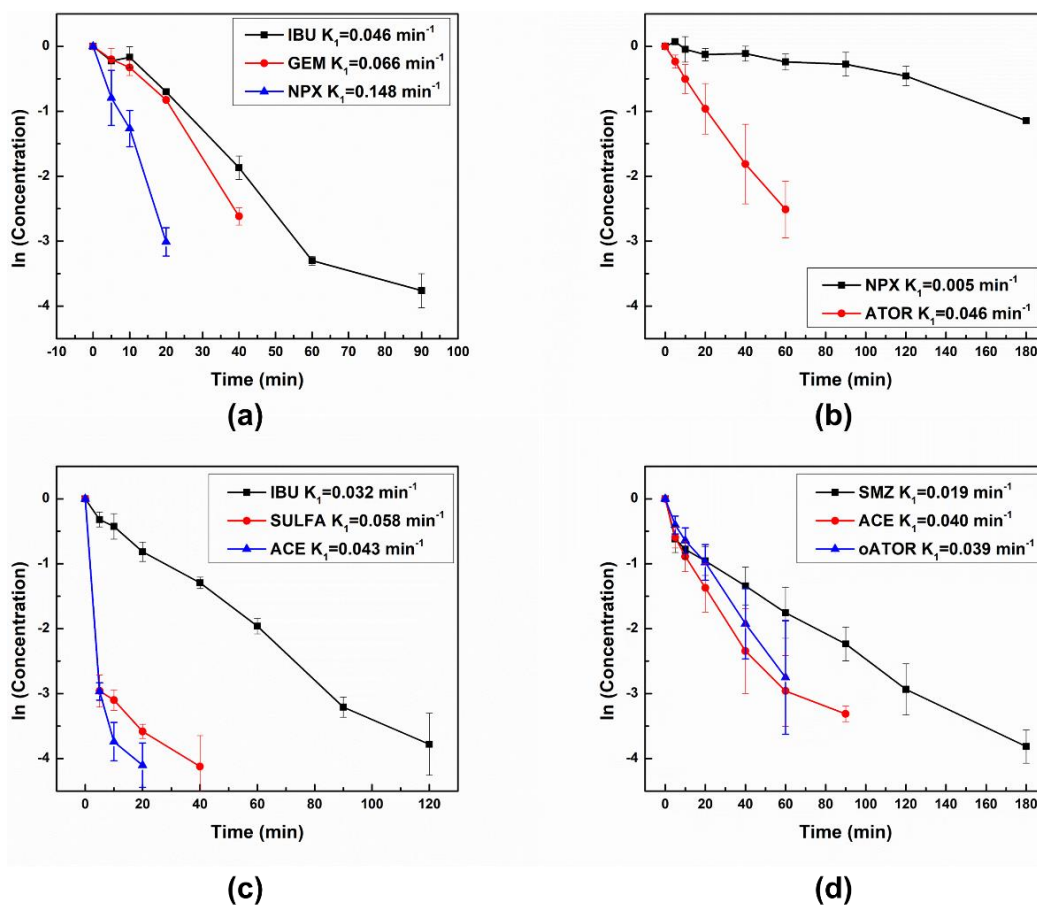 IBU K₁=0.046 min⁻¹
GEM K₁=0.066 min⁻¹
NPX K₁=0.148 min⁻¹
0
-1
-2
-3
-4
ln (Concentration)
-10 0 10 20 30 40 50 60 70 80 90 100
Time (min)
(a)
0
-1
-2
-3
-4
ln (Concentration)
NPX K₁=0.005 min⁻¹
ATOR K₁=0.046 min⁻¹
0 20 40 60 80 100 120 140 160 180
Time (min)
(b)
IBU K₁=0.032 min⁻¹
SULFA K₁=0.058 min⁻¹
ACE K₁=0.043 min⁻¹
0
-1
-2
-3
-4
ln (Concentration)
0 20 40 60 80 100 120
Time (min)
(c)
SMZ K₁=0.019 min⁻¹
ACE K₁=0.040 min⁻¹
oATOR K₁=0.039 min⁻¹
0
-1
-2
-3
-4
ln (Concentration)
0 20 40 60 80 100 120 140 160 180
Time (min)
(d)